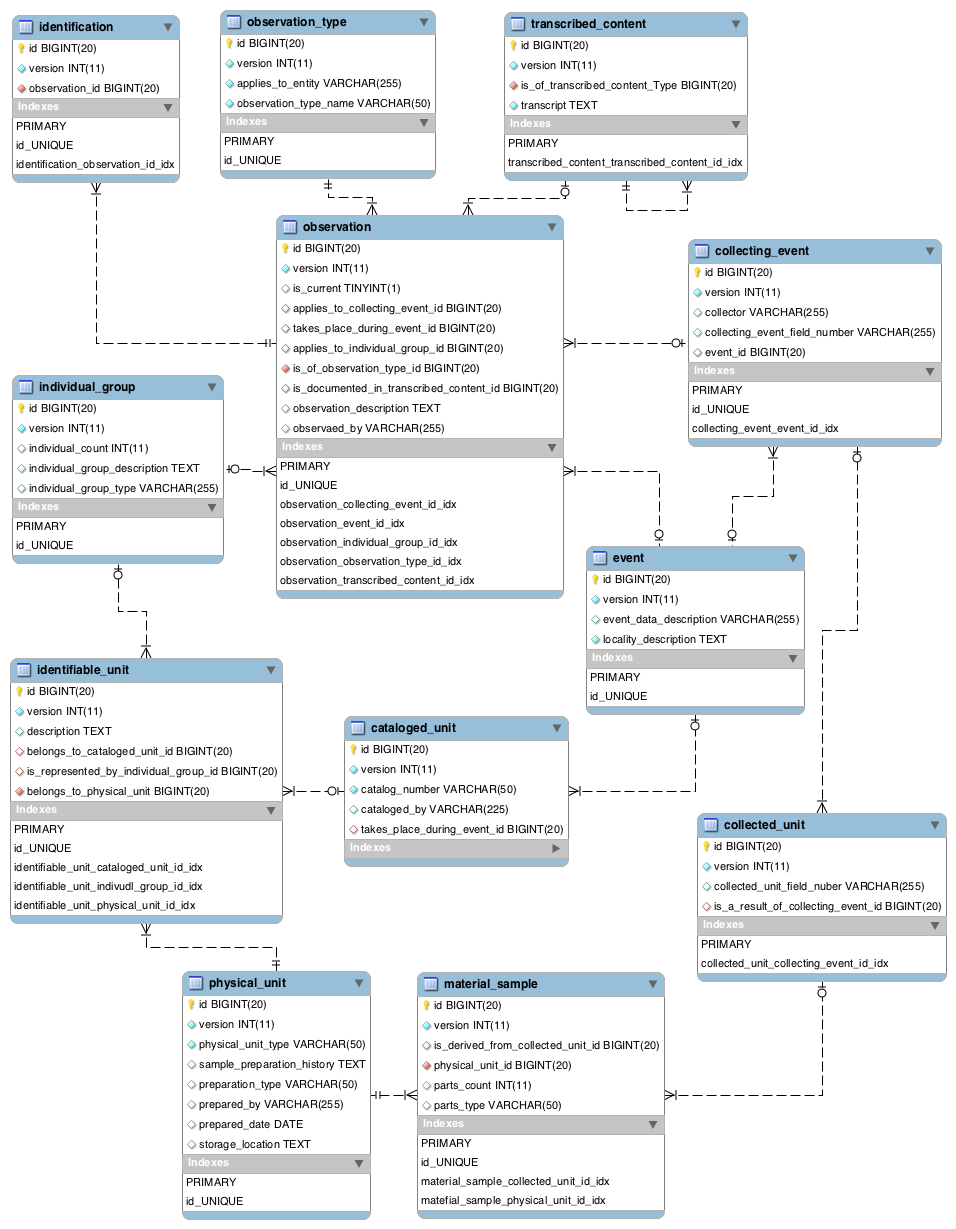 identification
id BIGINT(20)
version INT(11)
observation_id BIGINT(20)
Indexes
PRIMARY
id_UNIQUE
identification_observation_id_idx
observation_type
id BIGINT(20)
version INT(11)
applies_to_entity VARCHAR(255)
observation_type_name VARCHAR(50)
Indexes
PRIMARY
id_UNIQUE
transcribed_content
id BIGINT(20)
version INT(11)
is_of_transcribed_content_Type BIGINT(20)
transcript TEXT
Indexes
PRIMARY
transcribed_content_transcribed_content_id_idx
observation
id BIGINT(20)
version INT(11)
is_current TINYINT(1)
applies_to_collecting_event_id BIGINT(20)
takes_place_during_event_id BIGINT(20)
applies_to_individual_group_id BIGINT(20)
is_of_observation_type_id BIGINT(20)
is_documented_in_transcribed_content_id BIGINT(20)
observation_description TEXT
observaed_by VARCHAR(255)
Indexes
PRIMARY
id_UNIQUE
observation_collecting_event_id_idx
observation_event_id_idx
observation_individual_group_id_idx
observation_observation_type_id_idx
observation_transcribed_content_id_idx
collecting_event
id BIGINT(20)
version INT(11)
collector VARCHAR(255)
collecting_event_field_number VARCHAR(255)
event_id BIGINT(20)
Indexes
PRIMARY
id_UNIQUE
collecting_event_event_id_idx
individual_group
id BIGINT(20)
version INT(11)
individual_count INT(11)
individual_group_description TEXT
individual_group_type VARCHAR(255)
Indexes
PRIMARY
id_UNIQUE
event
id BIGINT(20)
version INT(11)
event_data_description VARCHAR(255)
locality_description TEXT
Indexes
PRIMARY
id_UNIQUE
identifiable_unit
id BIGINT(20)
version INT(11)
description TEXT
belongs_to_cataloged_unit_id BIGINT(20)
is_represented_by_individual_group_id BIGINT(20)
belongs_to_physical_unit BIGINT(20)
Indexes
PRIMARY
id_UNIQUE
identifiable_unit_cataloged_unit_id_idx
identifiable_unit_indivudl_group_id_idx
identifiable_unit_physical_unit_id_idx
cataloged_unit
id BIGINT(20)
version INT(11)
catalog_number VARCHAR(50)
cataloged_by VARCHAR(225)
takes_place_during_event_id BIGINT(20)
Indexes
collected_unit
id BIGINT(20)
version INT(11)
collected_unit_field_nuber VARCHAR(255)
is_a_result_of_collecting_event_id BIGINT(20)
Indexes
PRIMARY
collected_unit_collecting_event_id_idx
physical_unit
id BIGINT(20)
version INT(11)
physical_unit_type VARCHAR(50)
sample_preparation_history TEXT
preparation_type VARCHAR(50)
prepared_by VARCHAR(255)
prepared_date DATE
storage_location TEXT
Indexes
PRIMARY
id_UNIQUE
material_sample
id BIGINT(20)
version INT(11)
is_derived_from_collected_unit_id BIGINT(20)
physical_unit_id BIGINT(20)
parts_count INT(11)
parts_type VARCHAR(50)
Indexes
PRIMARY
id_UNIQUE
material_sample_collected_unit_id_idx
matefial_sample_physical_unit_id_idx